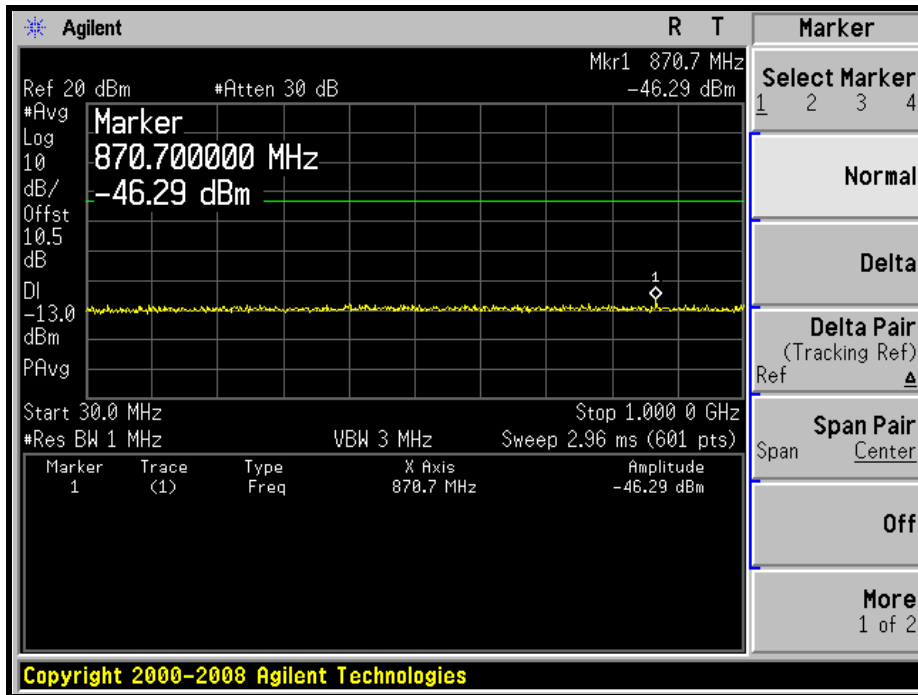 Agilent
R T
Marker
Mkr1 870.7 MHz
Ref 20 dBm #Atten 30 dB -46.29 dBm
#Avg
Log
10
dB/
Offst
10.5
dB
DI
-13.0
dBm
PAvg
Marker
870.700000 MHz
-46.29 dBm
1
Start 30.0 MHz Stop 1.000 0 GHz
#Res BW 1 MHz VBW 3 MHz Sweep 2.96 ms (601 pts)
Marker Trace Type X Axis Amplitude
1 (1) Freq 870.7 MHz -46.29 dBm
Select Marker
1 2 3 4
Normal
Delta
Delta Pair
(Tracking Ref)
Ref Δ
Span Pair
Span Center
Off
More
1 of 2
Copyright 2000-2008 Agilent Technologies